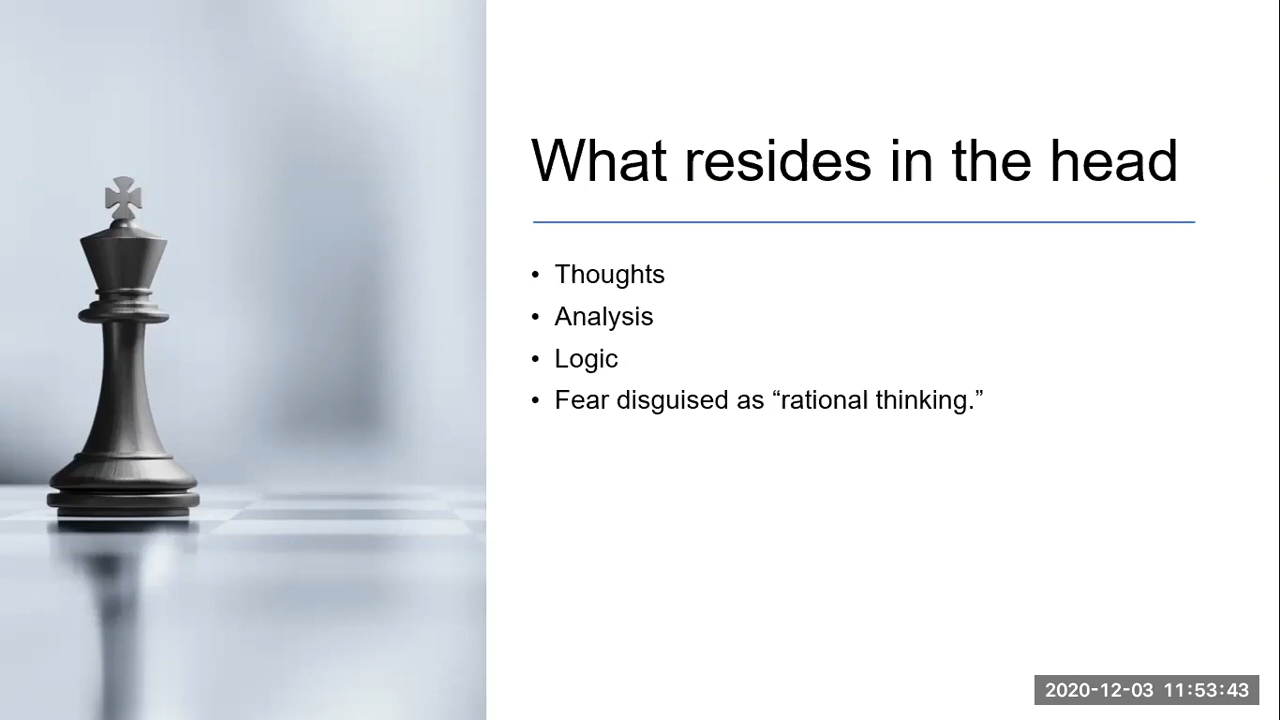 What resides in the head
• Thoughts
• Analysis
• Logic
• Fear disguised as “rational thinking.”
2020-12-03 11:53:43